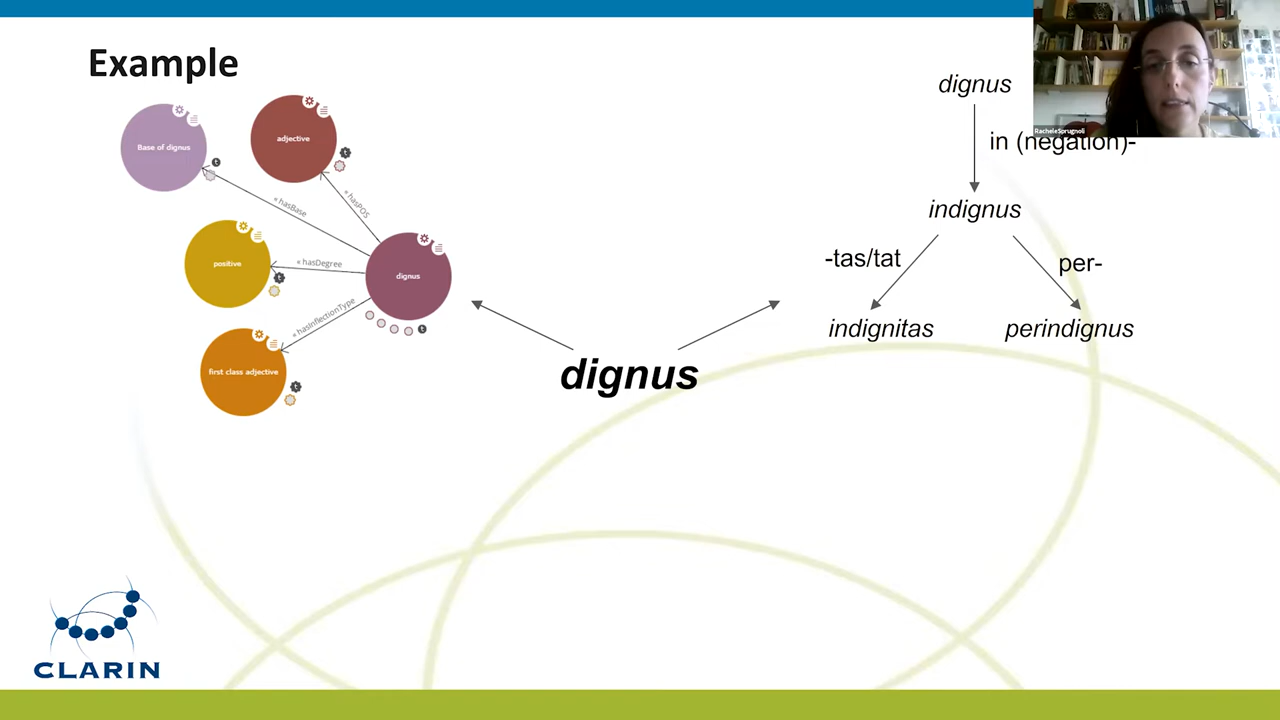 Example
Base of dignus
adjective
« hasBase
« hasPOS
positive
« hasDegree
dignus
« hasInflectionType
first class adjective
dignus
dignus
in (negation)-
indignus
-tas/tat
per-
indignitas
perindignus
RacheleSprugnoli
CLARIN